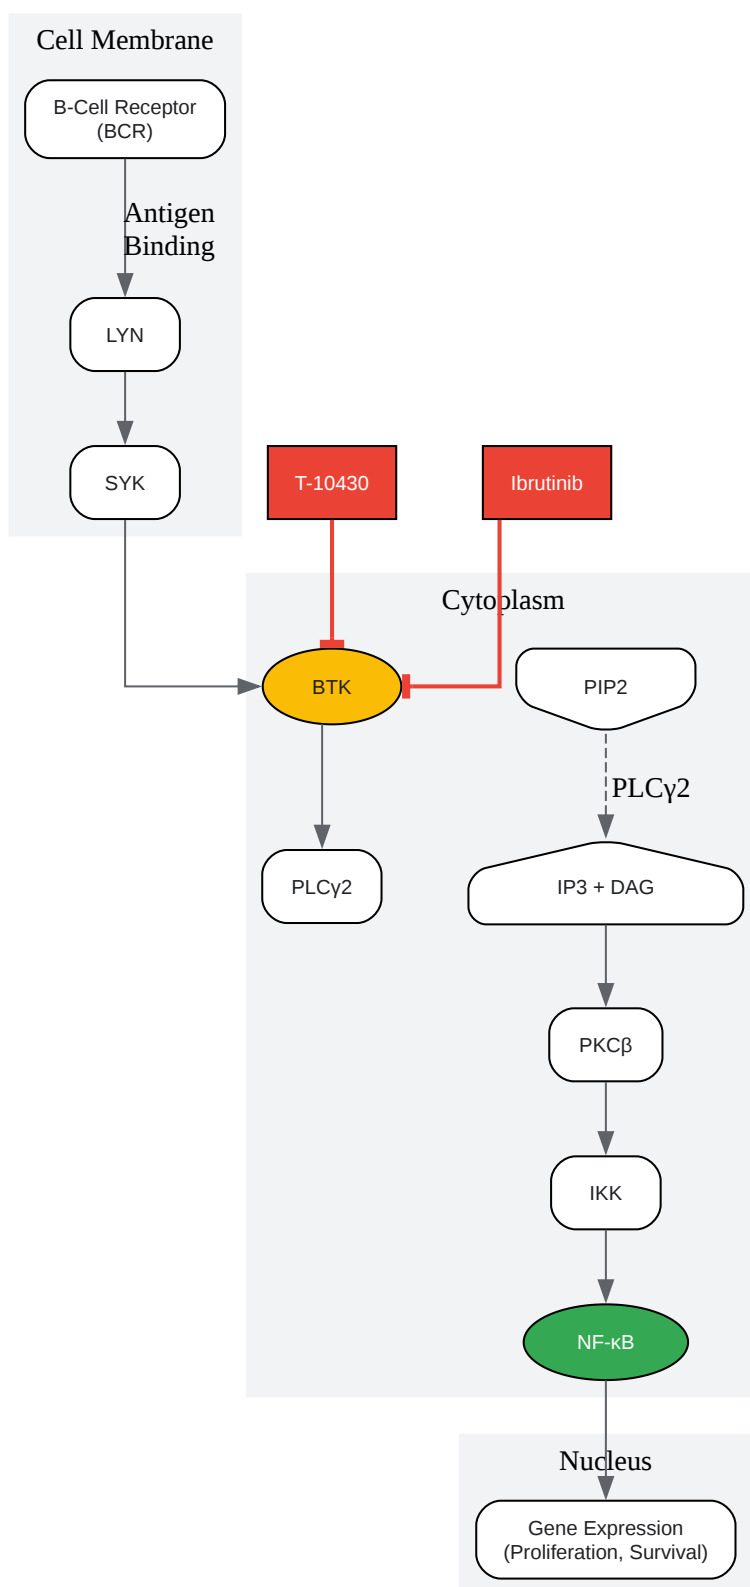 Cell Membrane
B-Cell Receptor
(BCR)
Antigen
Binding
LYN
SYK
T-10430
Ibrutinib
Cytoplasm
BTK
PIP2
PLCγ2
PLCγ2
IP3 + DAG
PKCβ
IKK
NF-κB
Nucleus
Gene Expression
(Proliferation, Survival)